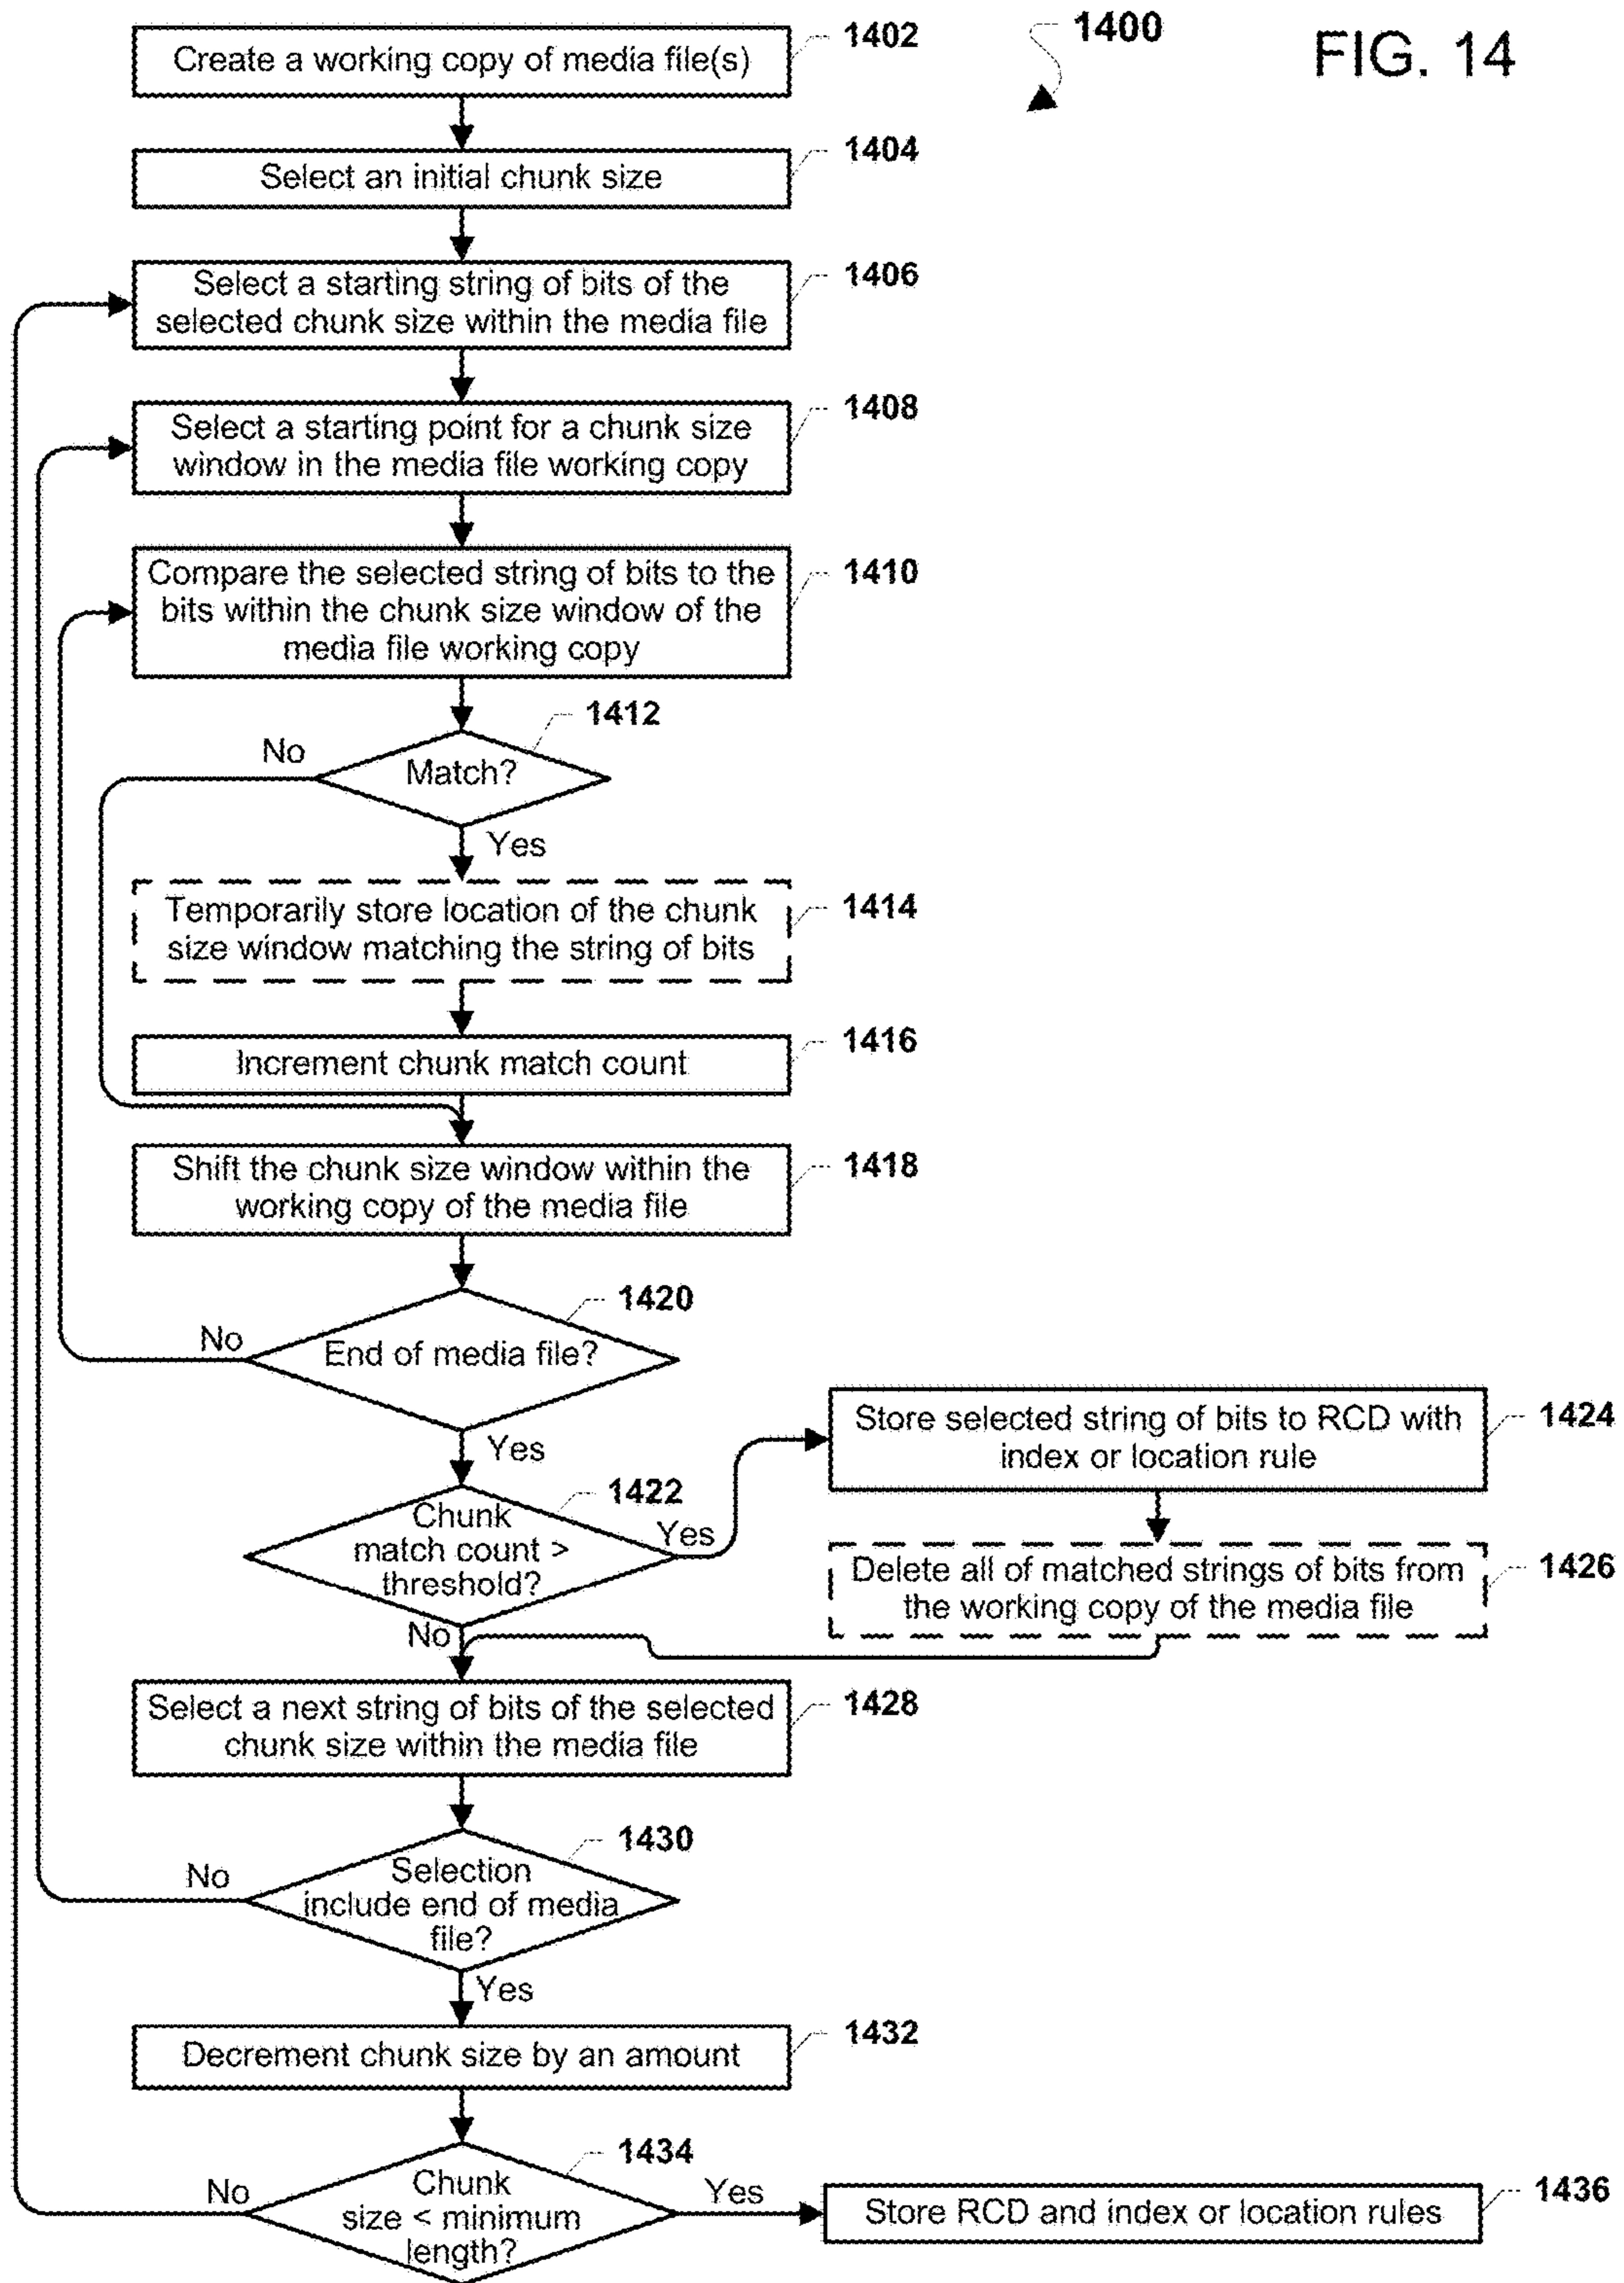 FIG. 14
1400
Create a working copy of media file(s)
1402
Select an initial chunk size
1404
Select a starting string of bits of the
selected chunk size within the media file
1406
Select a starting point for a chunk size
window in the media file working copy
1408
Compare the selected string of bits to the
bits within the chunk size window of the
media file working copy
1410
1412
No
Match?
Yes
Temporarily store location of the chunk
size window matching the string of bits
1414
Increment chunk match count
1416
Shift the chunk size window within the
working copy of the media file
1418
1420
No
End of media file?
Yes
1422
Chunk
match count >
threshold?
Yes
Store selected string of bits to RCD with
index or location rule
1424
Delete all of matched strings of bits from
the working copy of the media file
1426
No
Select a next string of bits of the selected
chunk size within the media file
1428
1430
No
Selection
include end of media
file?
Yes
Decrement chunk size by an amount
1432
1434
No
Chunk
size < minimum
length?
Yes
Store RCD and index or location rules
1436